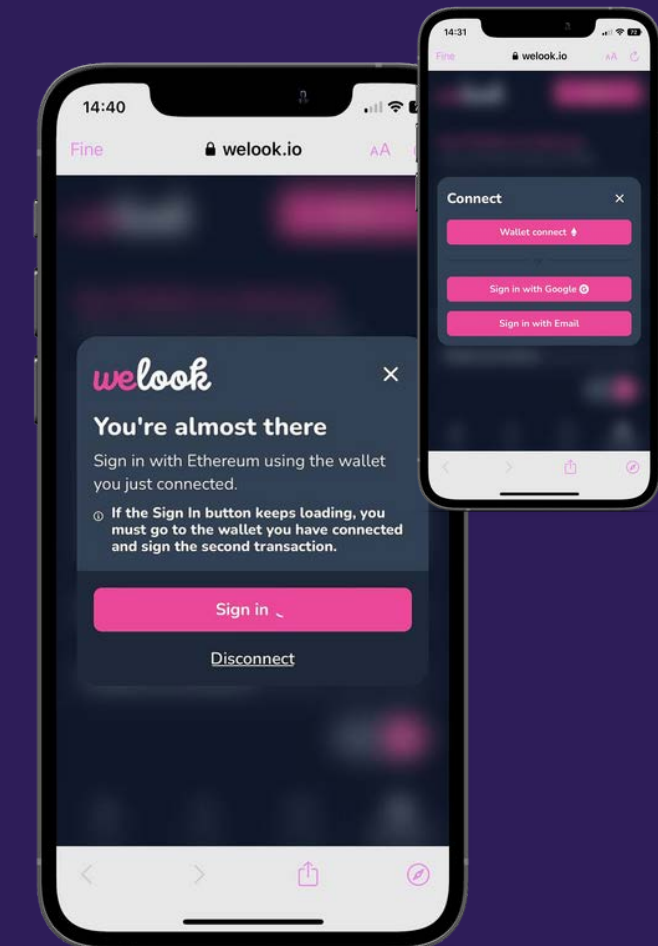 14:40
Fine
welook.io
AA
welook
You're almost there
Sign in with Ethereum using the wallet
you just connected.
If the Sign In button keeps loading, you
must go to the wallet you have connected
and sign the second transaction.
Sign in
Disconnect
14:31
72
Fine
welook.io
AA
Connect
Wallet connect
Sign in with Google G
Sign in with Email